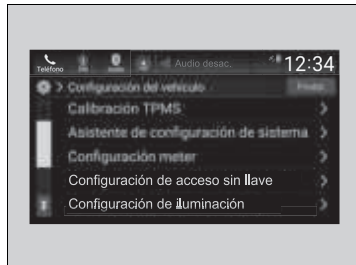 Teléfono
Audio desac.
12:34
Configuración del vehículo
Calibración TPMS
Asistente de configuración de sistema
Configuración meter
Configuración de acceso sin llave
Configuración de iluminación